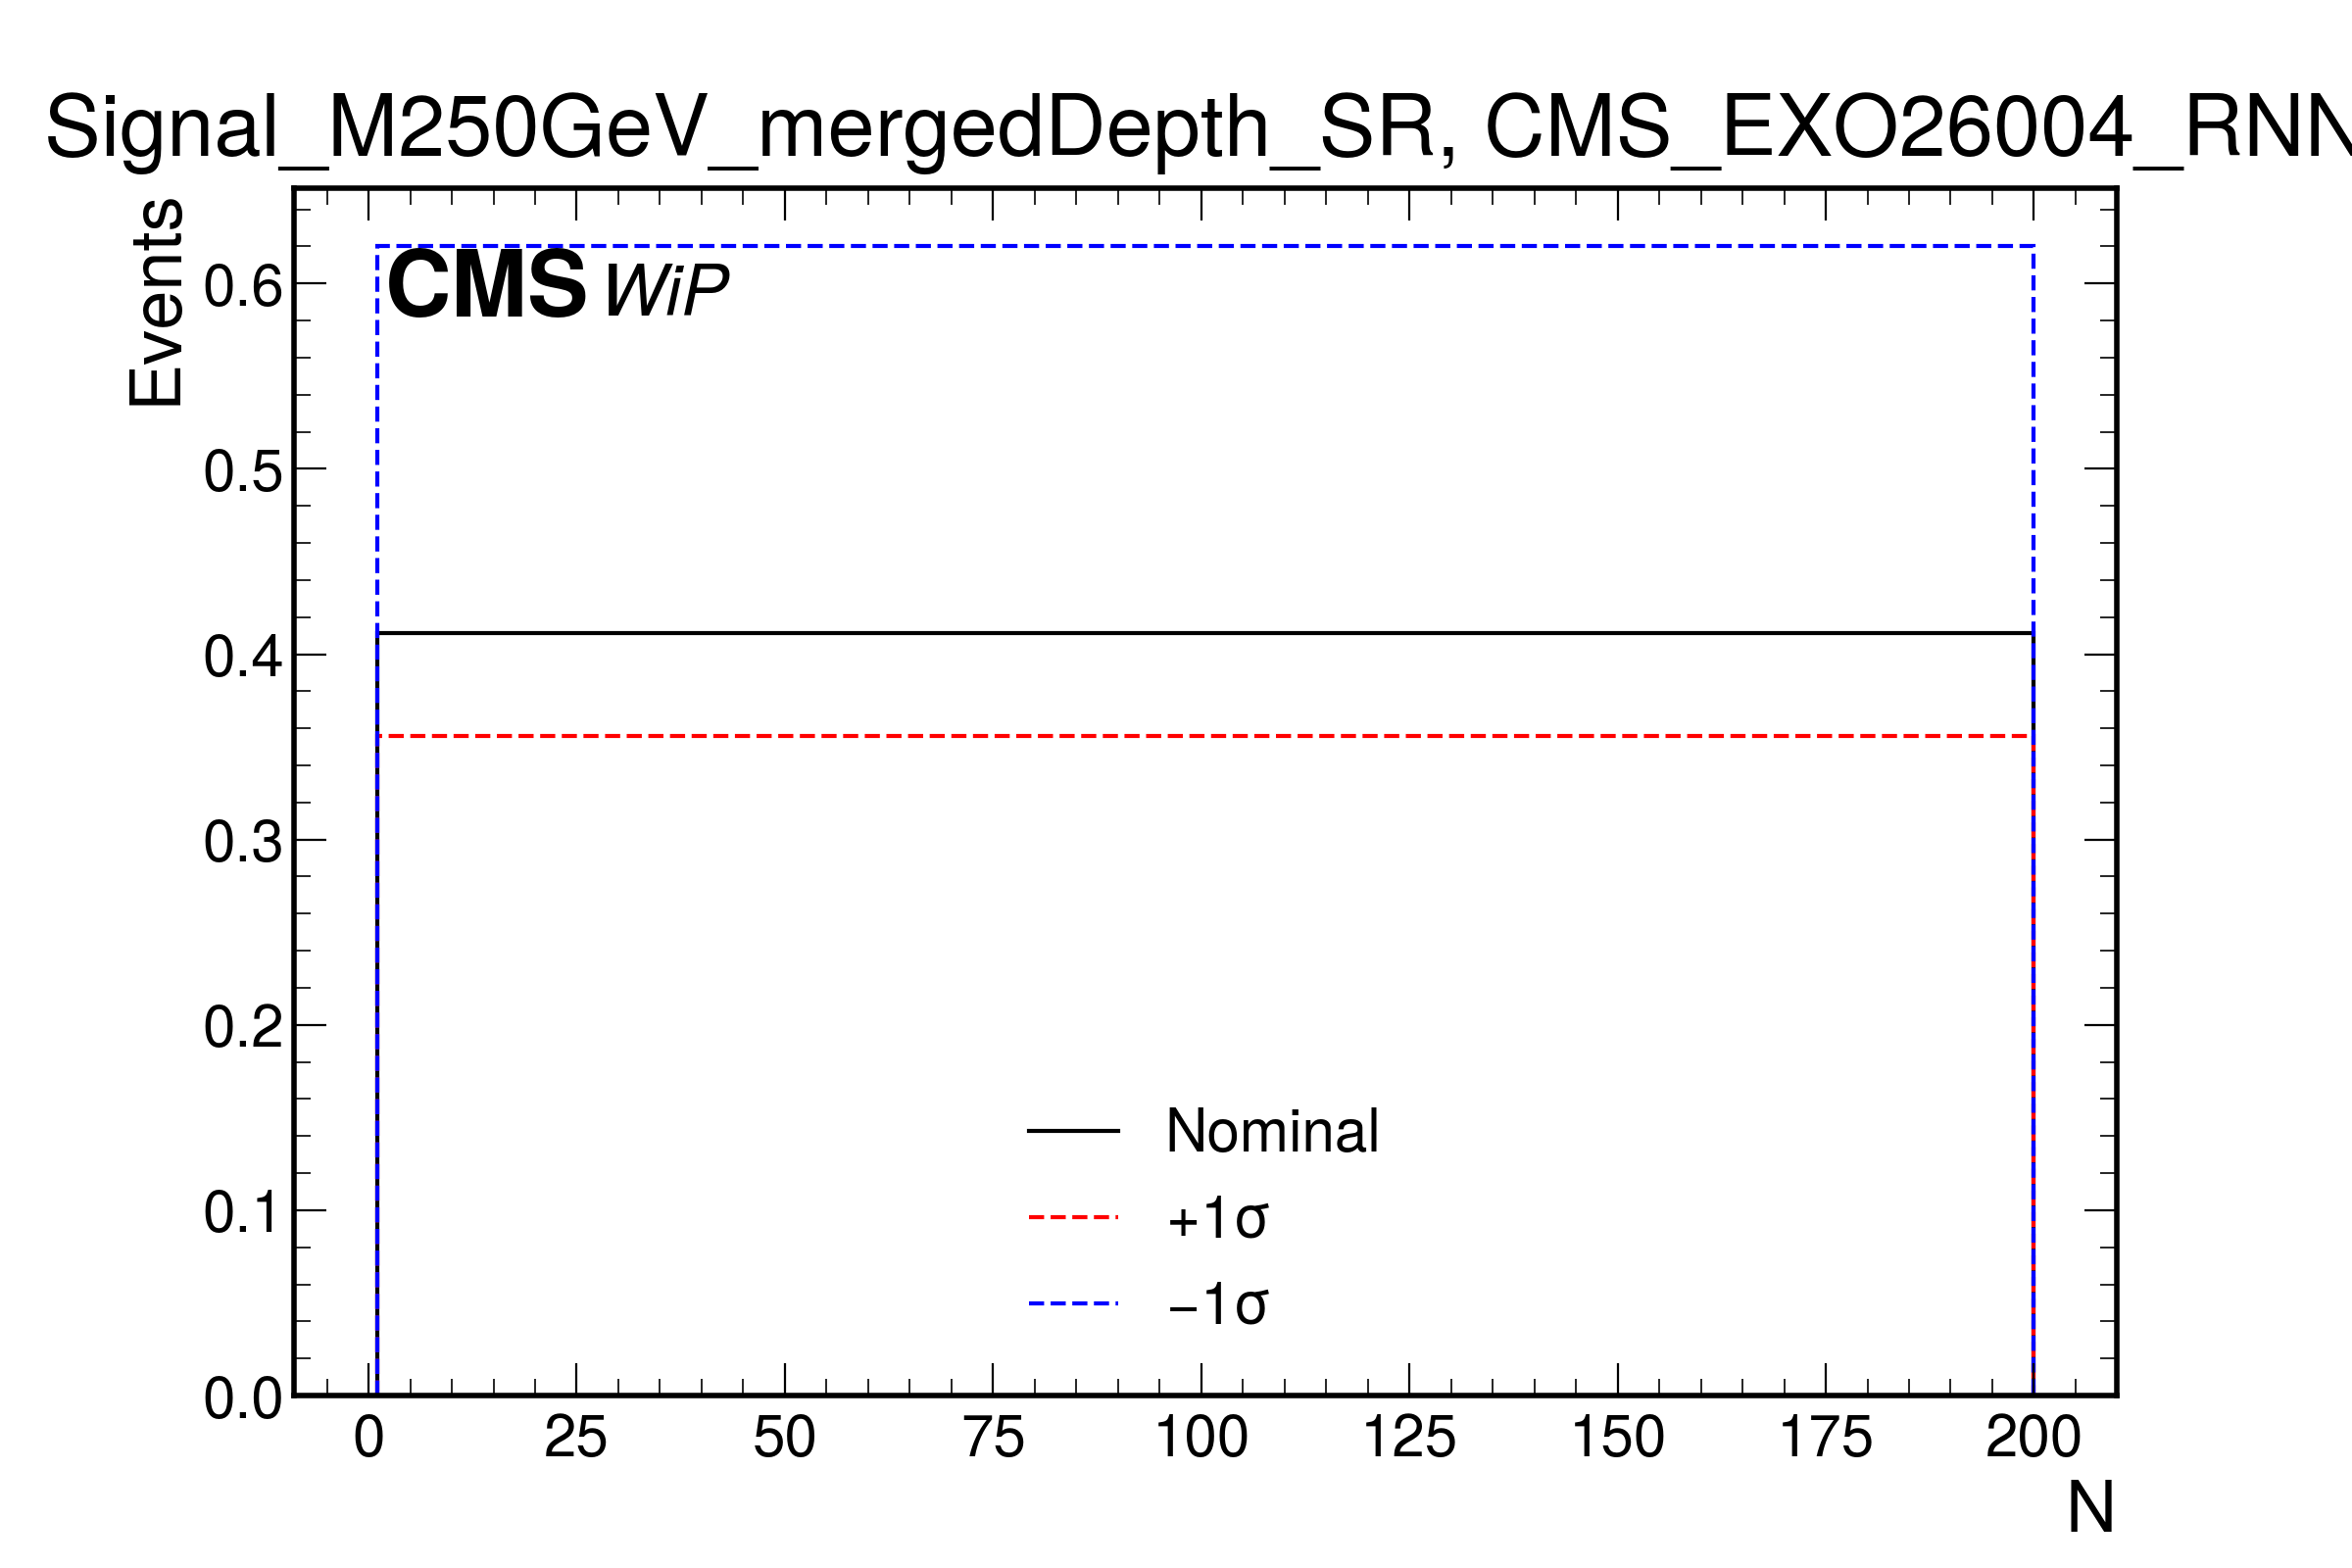 Signal_M250GeV_mergedDepth_SR, CMS_EXO26004_RNN
Events
CMS WiP
0.6
0.5
0.4
0.3
0.2
0.1
0.0
Nominal
+1σ
−1σ
0 25 50 75 100 125 150 175 200
N